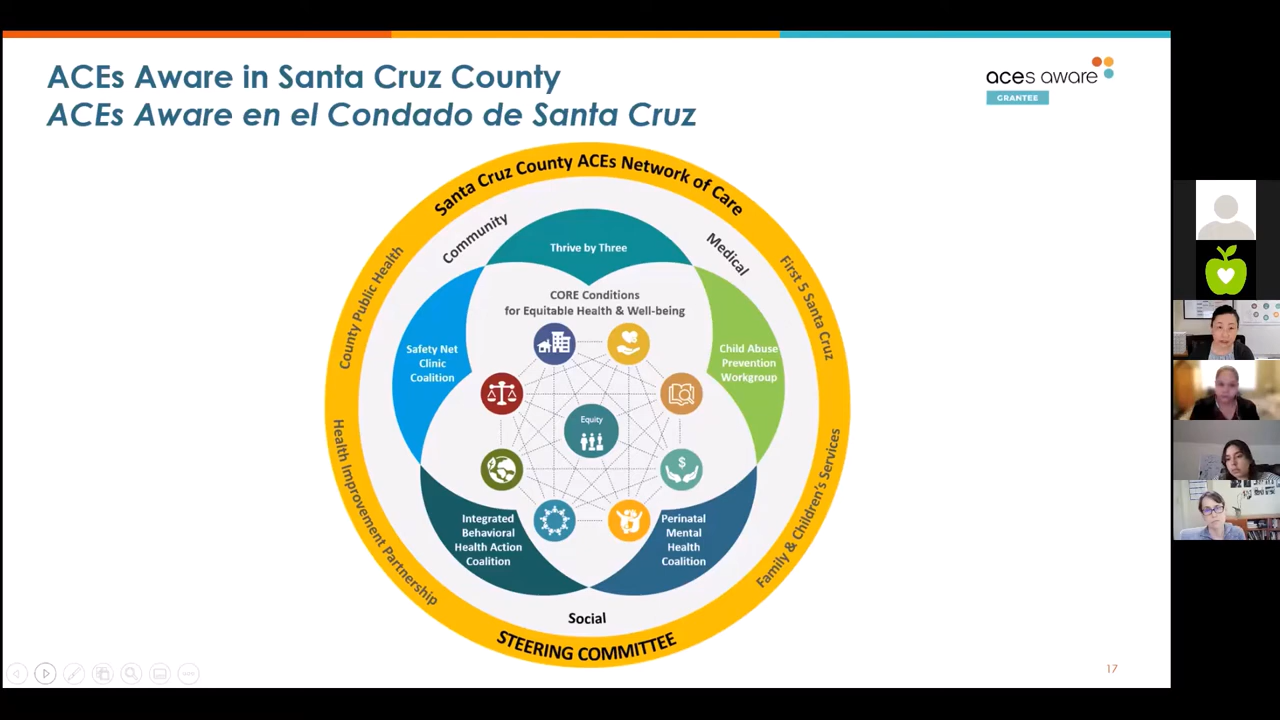 ACEs Aware in Santa Cruz County
ACEs Aware en el Condado de Santa Cruz
aces aware
GRANTEE
Santa Cruz County ACEs Network of Care
Community
Medical
County Public Health
First 5 Santa Cruz
Thrive by Three
CORE Conditions
for Equitable Health & Well-being
Safety Net
Clinic
Coalition
Child Abuse
Prevention
Workgroup
Equity
$
Health Improvement Partnership
Family & Children's Services
Integrated
Behavioral
Health Action
Coalition
Perinatal
Mental
Health
Coalition
Social
STEERING COMMITTEE
17